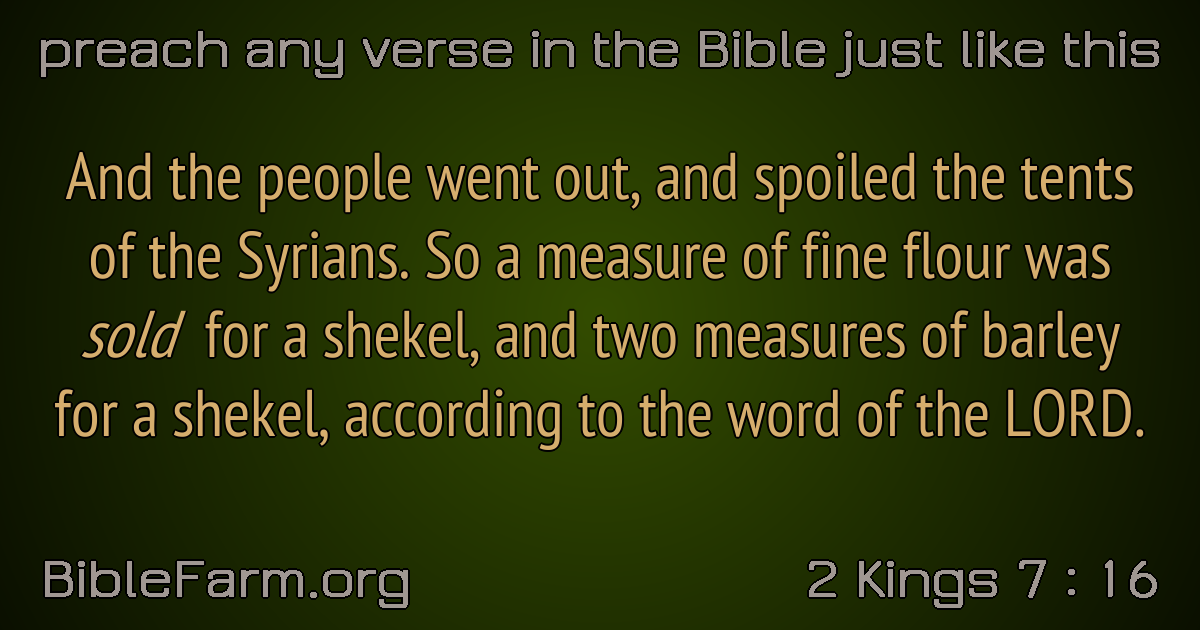 preach any verse in the Bible just like this
And the people went out, and spoiled the tents
of the Syrians. So a measure of fine flour was
sold for a shekel, and two measures of barley
for a shekel, according to the word of the LORD.
BibleFarm.org
2 Kings 7 : 16